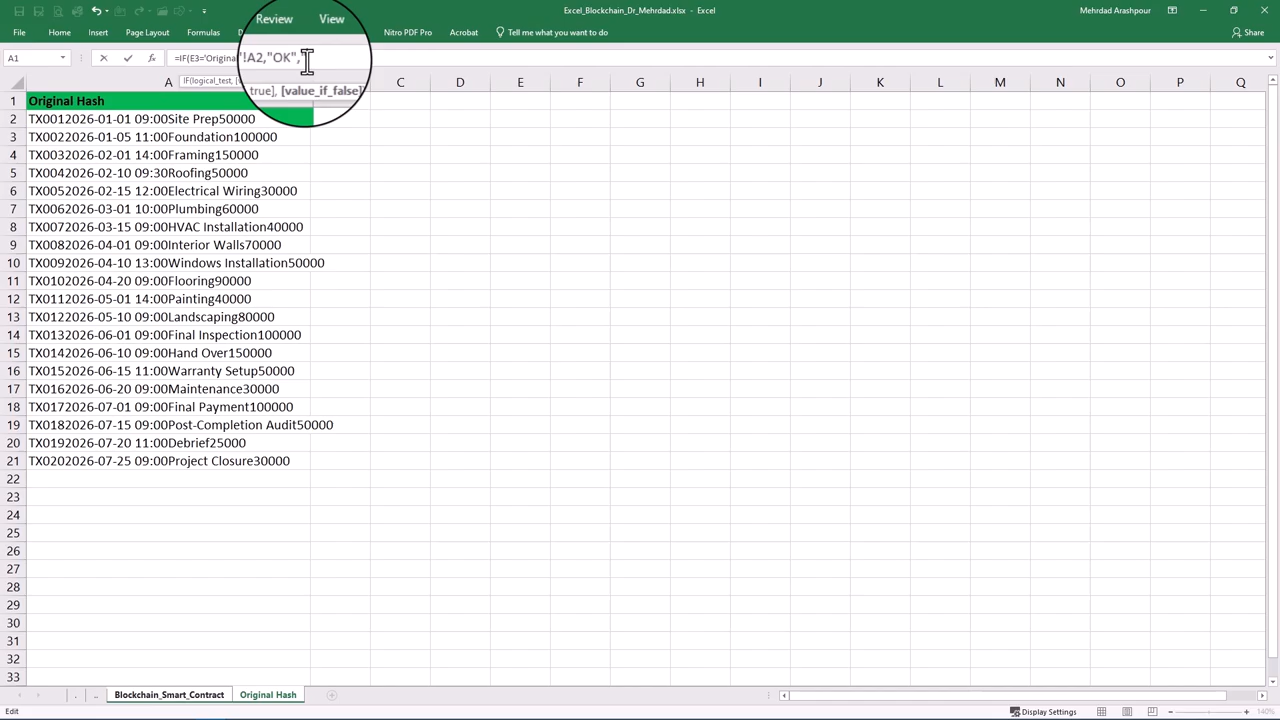 Excel_Blockchain_Dr_Mehrdad.xlsx - Excel
Mehrdad Arashpour
File Home Insert Page Layout Formulas Review View Nitro PDF Pro Acrobat Tell me what you want to do Share
A1 fx =IF(E3='Original '!A2,"OK",
IF(logical_test, true], [value_if_false]
A B C D E F G H I J K L M N O P Q
1 Original Hash
2 TX0012026-01-01 09:00Site Prep50000
3 TX0022026-01-05 11:00Foundation100000
4 TX0032026-02-01 14:00Framing150000
5 TX0042026-02-10 09:30Roofing50000
6 TX0052026-02-15 12:00Electrical Wiring30000
7 TX0062026-03-01 10:00Plumbing60000
8 TX0072026-03-15 09:00HVAC Installation40000
9 TX0082026-04-01 09:00Interior Walls70000
10 TX0092026-04-10 13:00Windows Installation50000
11 TX0102026-04-20 09:00Flooring90000
12 TX0112026-05-01 14:00Painting40000
13 TX0122026-05-10 09:00Landscaping80000
14 TX0132026-06-01 09:00Final Inspection100000
15 TX0142026-06-10 09:00Hand Over150000
16 TX0152026-06-15 11:00Warranty Setup50000
17 TX0162026-06-20 09:00Maintenance30000
18 TX0172026-07-01 09:00Final Payment100000
19 TX0182026-07-15 09:00Post-Completion Audit50000
20 TX0192026-07-20 11:00Debrief25000
21 TX0202026-07-25 09:00Project Closure30000
22
23
24
25
26
27
28
29
30
31
32
33
. .. Blockchain_Smart_Contract Original Hash
Edit Display Settings 140%